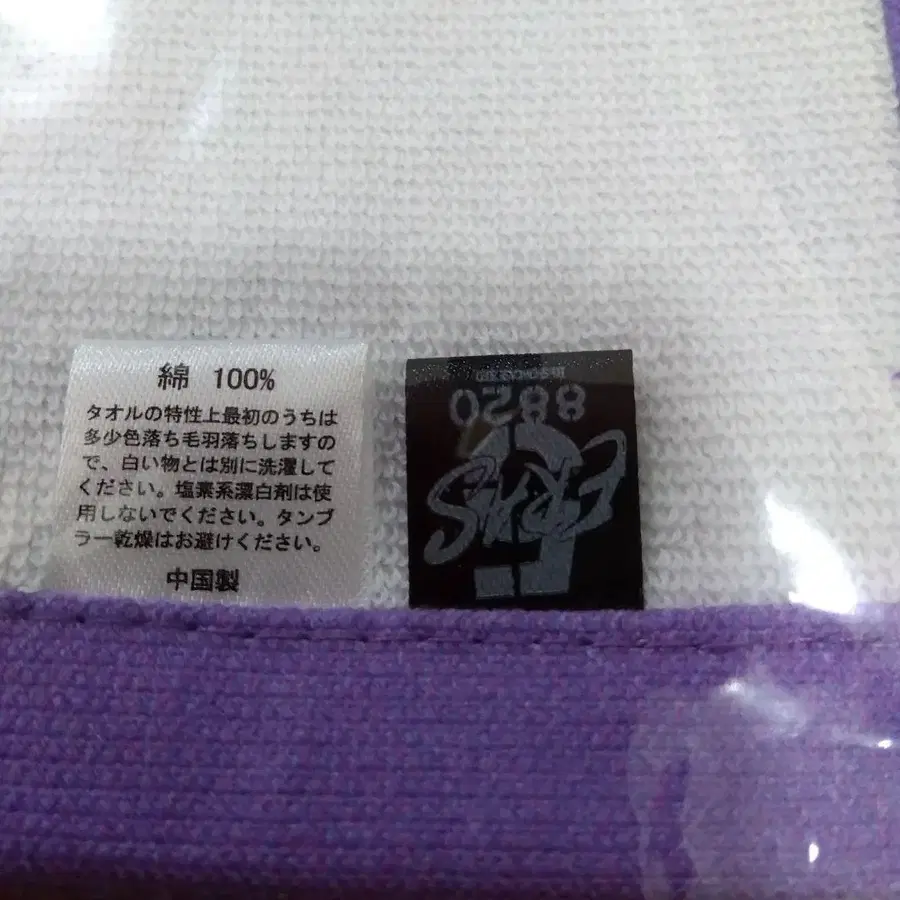 綿 100%
タオルの特性上最初のうちは
多少色落ち毛羽落ちしますの
で、白い物とは別に洗濯して
ください。塩素系漂白剤は使
用しないでください。タンブ
ラー乾燥はお避けください。
中国製